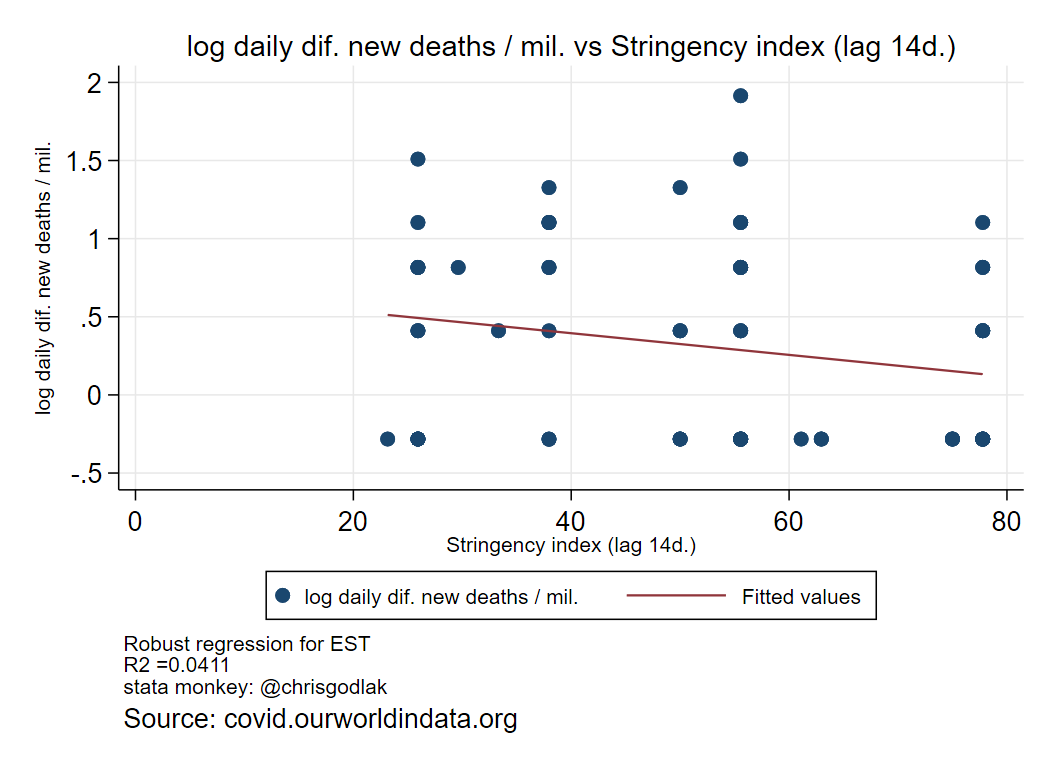 log daily dif. new deaths / mil. vs Stringency index (lag 14d.)
log daily dif. new deaths / mil.
2
1.5
1
.5
0
-.5
0 20 40 60 80
Stringency index (lag 14d.)
log daily dif. new deaths / mil. Fitted values
Robust regression for EST
R2 =0.0411
stata monkey: @chrisgodlak
Source: covid.ourworldindata.org